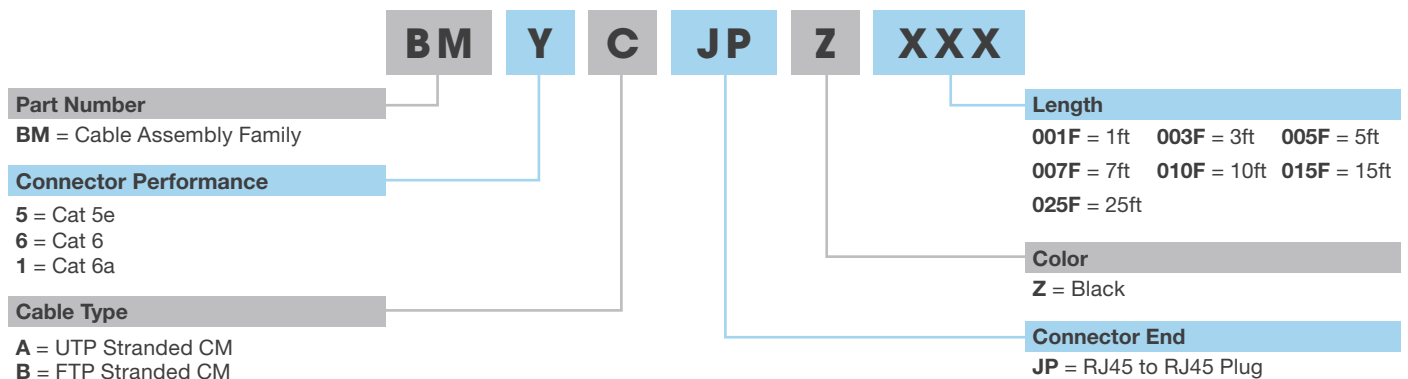 BM Y C JP Z XXX
Part Number
BM = Cable Assembly Family
Connector Performance
5 = Cat 5e
6 = Cat 6
1 = Cat 6a
Cable Type
A = UTP Stranded CM
B = FTP Stranded CM
Length
001F = 1ft 003F = 3ft 005F = 5ft
007F = 7ft 010F = 10ft 015F = 15ft
025F = 25ft
Color
Z = Black
Connector End
JP = RJ45 to RJ45 Plug